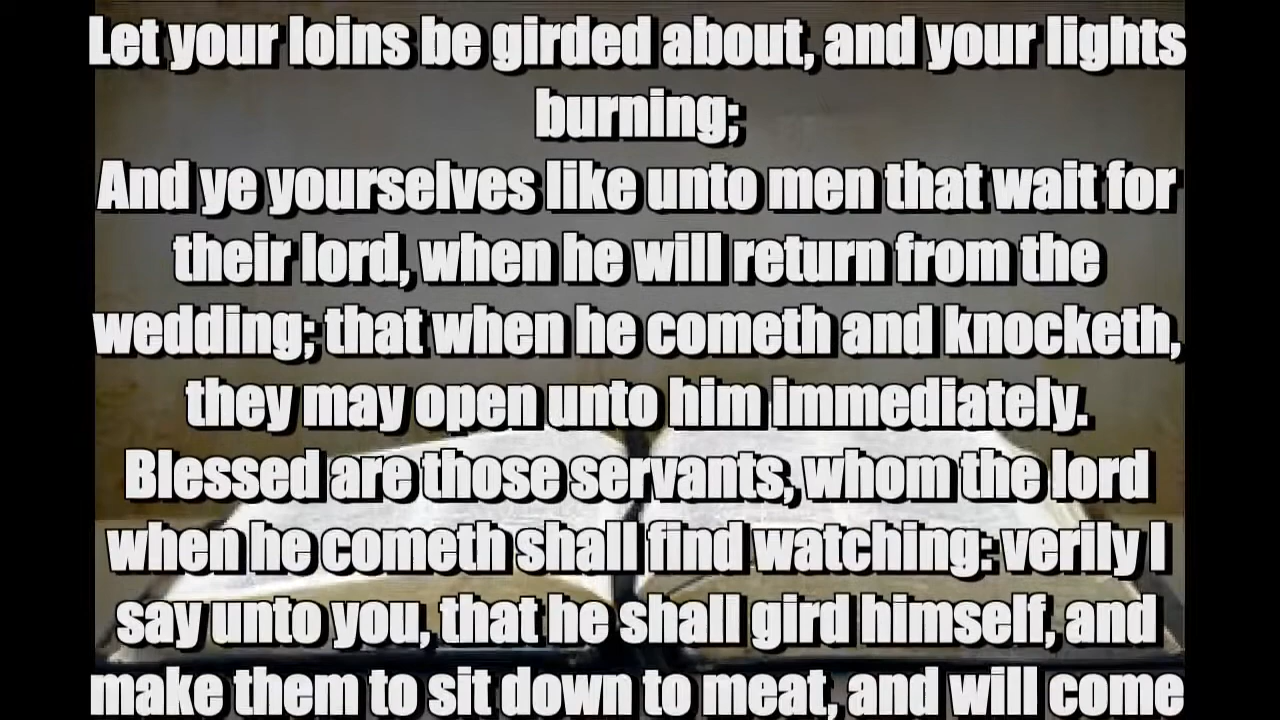 Let your loins be girded about, and your lights
burning;
And ye yourselves like unto men that wait for
their lord, when he will return from the
wedding; that when he cometh and knocketh,
they may open unto him immediately.
Blessed are those servants, whom the lord
when he cometh shall find watching: verily I
say unto you, that he shall gird himself, and
make them to sit down to meat, and will come